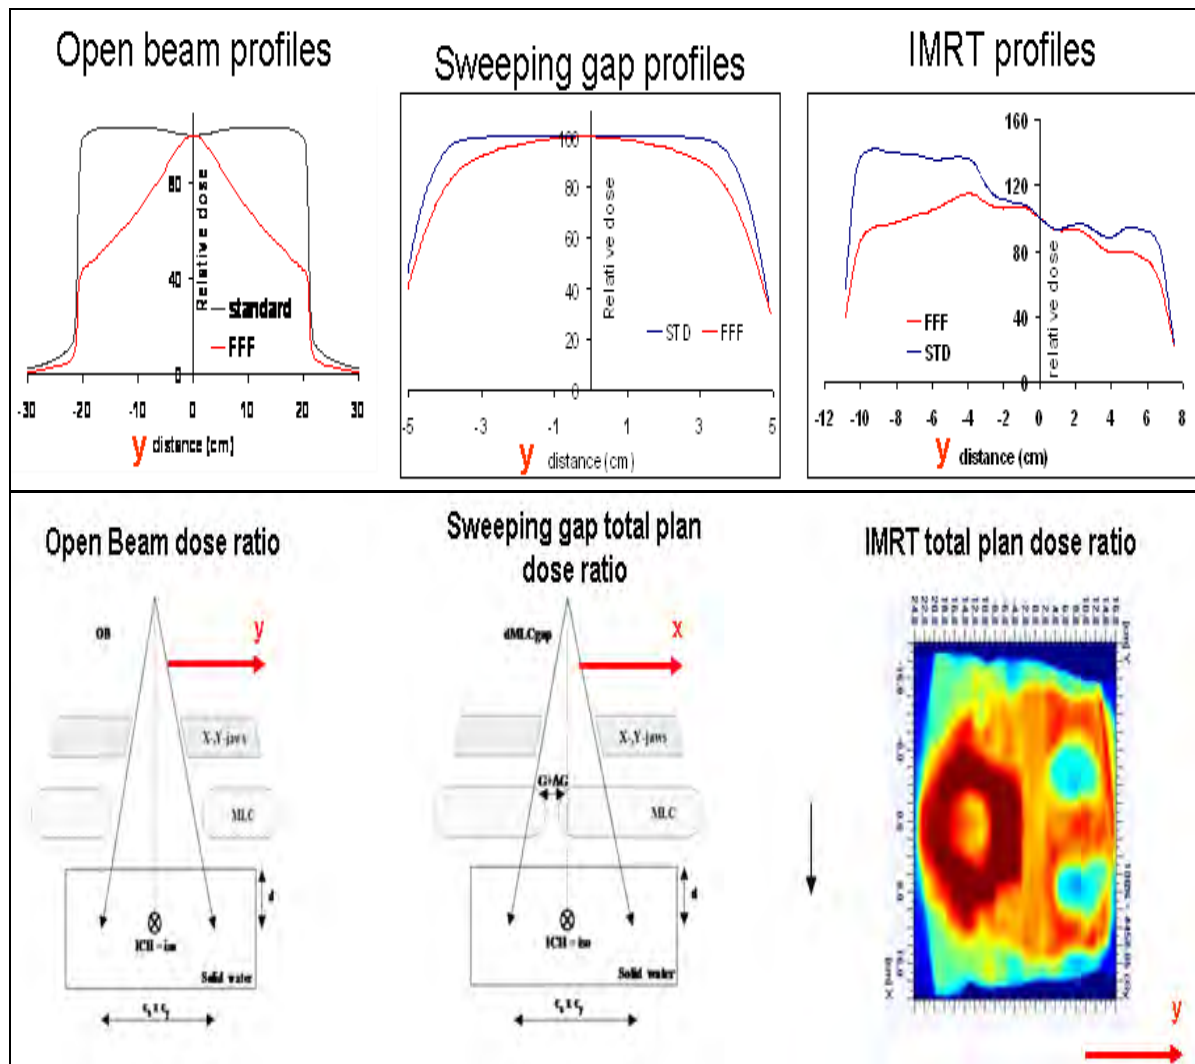 Open beam profiles
Relative dose
80
40
0
standard
FFF
-30 -20 -10 0 10 20 30
y distance (cm)
Sweeping gap profiles
100
80
60
40
20
0
Relative dose
STD FFF
-5 -3 -1 1 3 5
y distance (cm)
IMRT profiles
160
120
80
40
0
relative dose
FFF
STD
-12 -10 -8 -6 -4 -2 0 2 4 6 8
y distance (cm)
Open Beam dose ratio
OB
y
X-,Y-jaws
MLC
d
ICH = iso
Solid water
Sweeping gap total plan
dose ratio
dMLCgap
x
X-,Y-jaws
G+ΔG
MLC
d
ICH = iso
Solid water
IMRT total plan dose ratio
[cm] Y
[cm] X
y